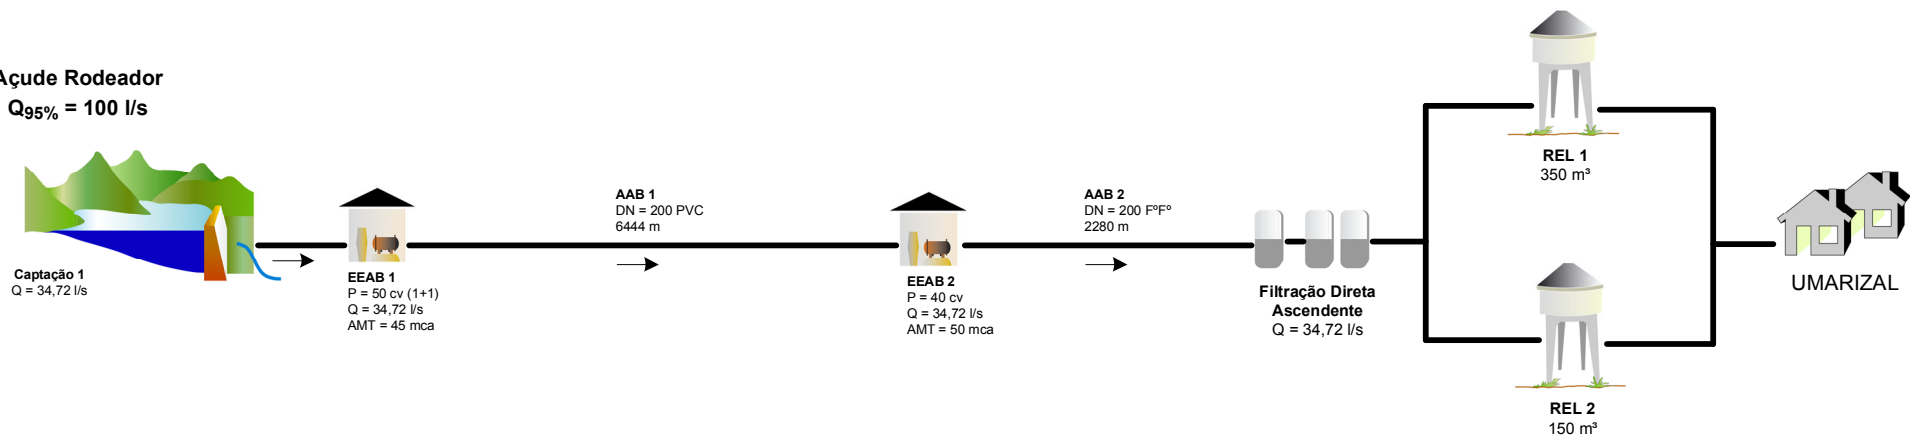 Açude Rodeador
Q95% = 100 l/s
Captação 1
Q = 34,72 l/s
EEAB 1
P = 50 cv (1+1)
Q = 34,72 l/s
AMT = 45 mca
AAB 1
DN = 200 PVC
6444 m
EEAB 2
P = 40 cv
Q = 34,72 l/s
AMT = 50 mca
AAB 2
DN = 200 FºFº
2280 m
Filtração Direta
Ascendente
Q = 34,72 l/s
REL 1
350 m³
REL 2
150 m³
UMARIZAL